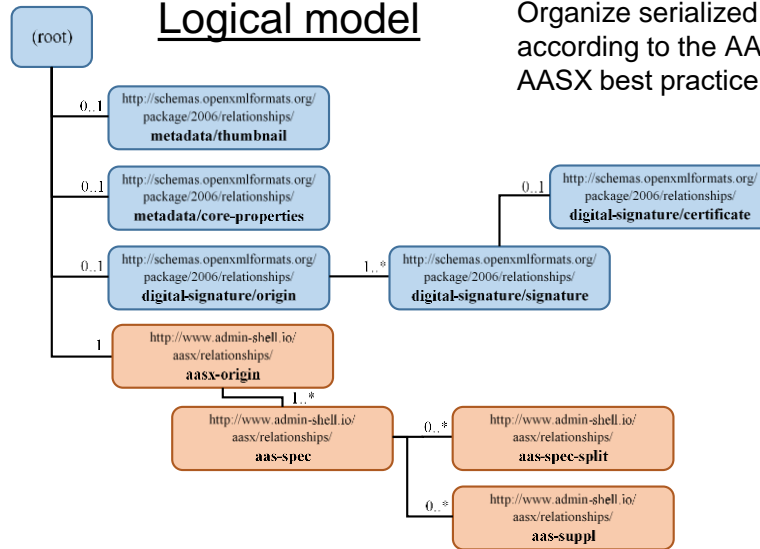 Logical model
Organize serialized
according to the AA
AASX best practice
(root)
0..1
http://schemas.openxmlformats.org/
package/2006/relationships/
metadata/thumbnail
0..1
http://schemas.openxmlformats.org/
package/2006/relationships/
metadata/core-properties
0..1
http://schemas.openxmlformats.org/
package/2006/relationships/
digital-signature/origin
1..*
http://schemas.openxmlformats.org/
package/2006/relationships/
digital-signature/signature
0..1
http://schemas.openxmlformats.org/
package/2006/relationships/
digital-signature/certificate
1
http://www.admin-shell.io/
aasx/relationships/
aasx-origin
1..*
http://www.admin-shell.io/
aasx/relationships/
aas-spec
0..*
http://www.admin-shell.io/
aasx/relationships/
aas-spec-split
0..*
http://www.admin-shell.io/
aasx/relationships/
aas-suppl